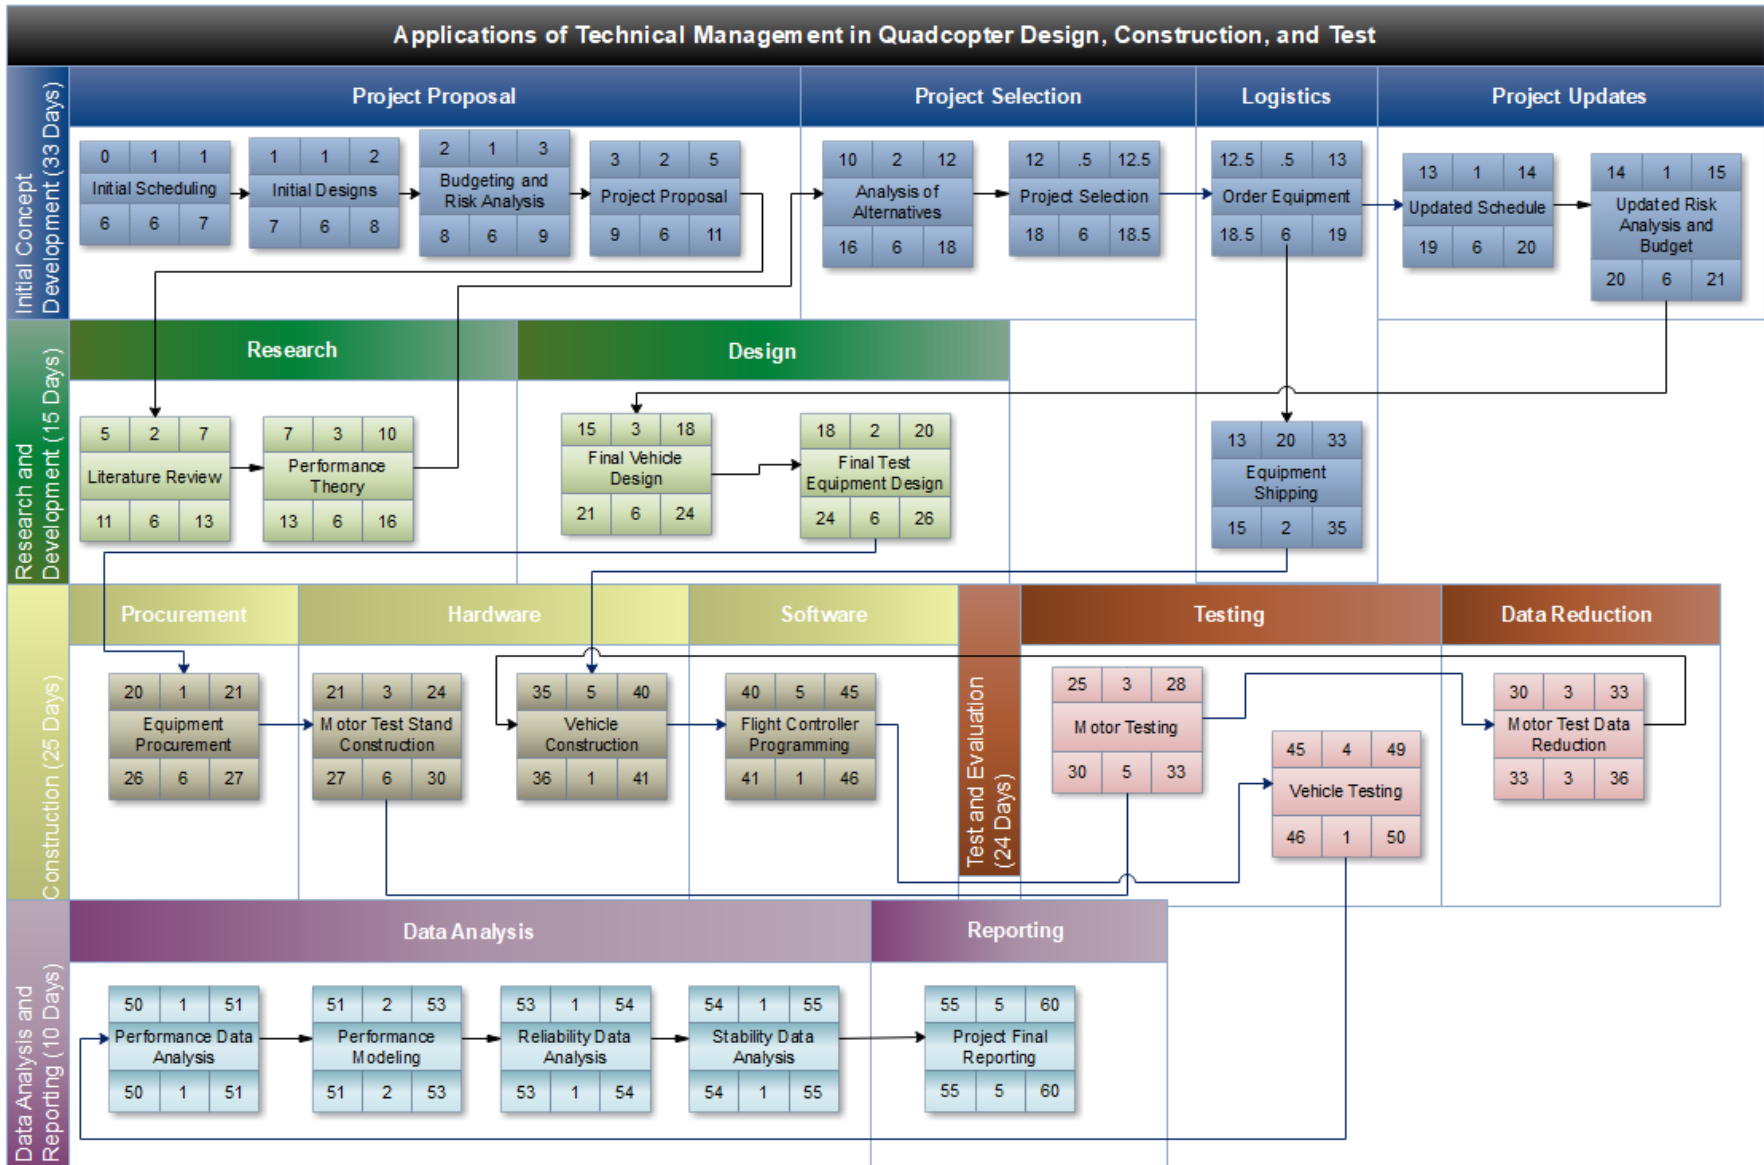 Applications of Technical Management in Quadcopter Design, Construction, and Test
Initial Concept
Development (33 Days)
Project Proposal
Project Selection
Logistics
Project Updates
0 1 1
Initial Scheduling
6 6 7
1 1 2
Initial Designs
7 6 8
2 1 3
Budgeting and
Risk Analysis
8 6 9
3 2 5
Project Proposal
9 6 11
10 2 12
Analysis of
Alternatives
16 6 18
12 .5 12.5
Project Selection
18 6 18.5
12.5 .5 13
Order Equipment
18.5 6 19
13 1 14
Updated Schedule
19 6 20
14 1 15
Updated Risk
Analysis and
Budget
20 6 21
Research and
Development (15 Days)
Research
Design
5 2 7
Literature Review
11 6 13
7 3 10
Performance
Theory
13 6 16
15 3 18
Final Vehicle
Design
21 6 24
18 2 20
Final Test
Equipment Design
24 6 26
13 20 33
Equipment
Shipping
15 2 35
Construction (25 Days)
Procurement
Hardware
Software
20 1 21
Equipment
Procurement
26 6 27
21 3 24
Motor Test Stand
Construction
27 6 30
35 5 40
Vehicle
Construction
36 1 41
40 5 45
Flight Controller
Programming
41 1 46
Test and Evaluation
(24 Days)
Testing
Data Reduction
25 3 28
Motor Testing
30 5 33
45 4 49
Vehicle Testing
46 1 50
30 3 33
Motor Test Data
Reduction
33 3 36
Data Analysis and
Reporting (10 Days)
Data Analysis
Reporting
50 1 51
Performance Data
Analysis
50 1 51
51 2 53
Performance
Modeling
51 2 53
53 1 54
Reliability Data
Analysis
53 1 54
54 1 55
Stability Data
Analysis
54 1 55
55 5 60
Project Final
Reporting
55 5 60